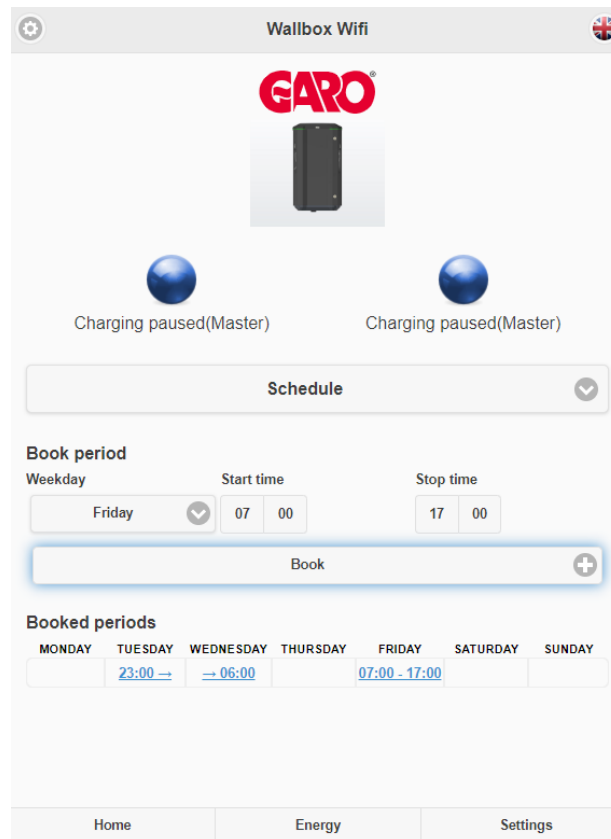 Wallbox Wifi
GARO®
Charging paused(Master) Charging paused(Master)
Schedule
Book period
Weekday Start time Stop time
Friday 07 00 17 00
Book
Booked periods
MONDAY TUESDAY WEDNESDAY THURSDAY FRIDAY SATURDAY SUNDAY
23:00 → → 06:00 07:00 - 17:00
Home Energy Settings